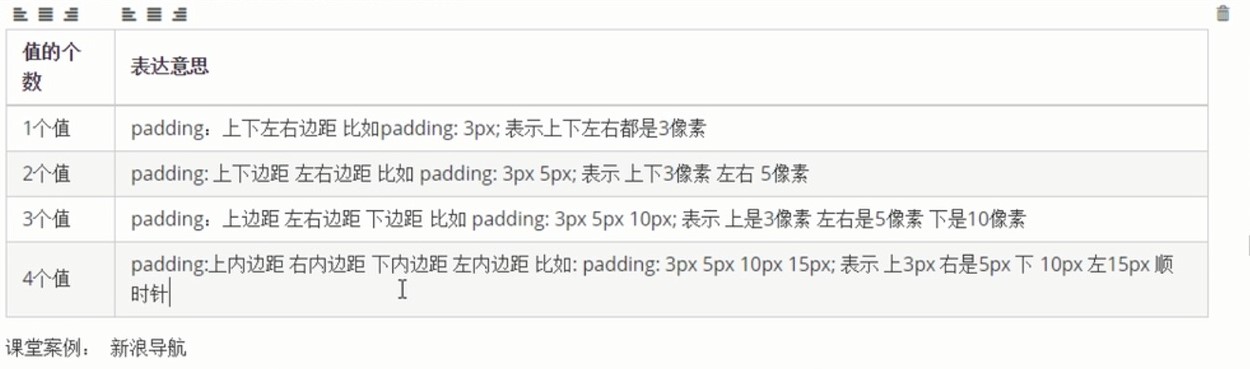 值的个
数
表达意思
1个值
padding：上下左右边距 比如padding: 3px; 表示上下左右都是3像素
2个值
padding: 上下边距 左右边距 比如 padding: 3px 5px; 表示 上下3像素 左右 5像素
3个值
padding：上边距 左右边距 下边距 比如 padding: 3px 5px 10px; 表示 上是3像素 左右是5像素 下是10像素
4个值
padding:上内边距 右内边距 下内边距 左内边距 比如: padding: 3px 5px 10px 15px; 表示 上3px 右是5px 下 10px 左15px 顺
时针
课堂案例： 新浪导航